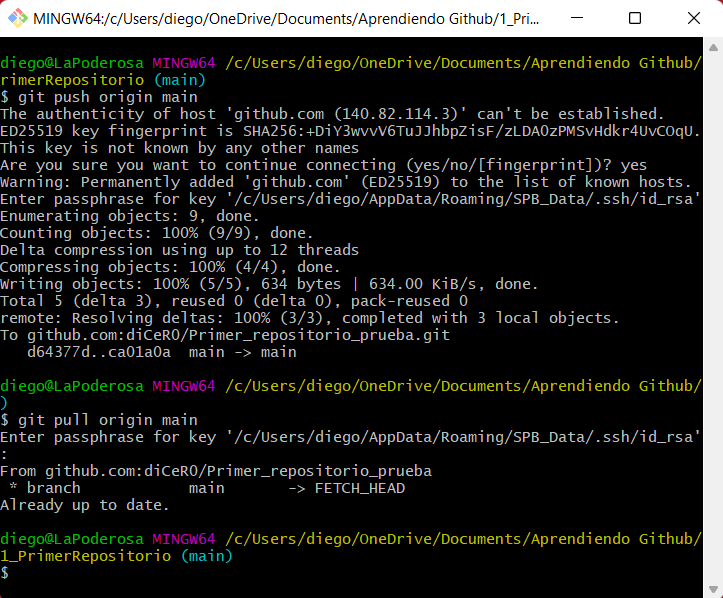 MINGW64:/c/Users/diego/OneDrive/Documents/Aprendiendo Github/1_Pri...
diego@LaPoderosa MINGW64 /c/Users/diego/OneDrive/Documents/Aprendiendo Github/
rimerRepositorio (main)
$ git push origin main
The authenticity of host 'github.com (140.82.114.3)' can't be established.
ED25519 key fingerprint is SHA256:+DiY3wvvV6TuJJhbpZisF/zLDA0zPMSvHdkr4UvCOqU.
This key is not known by any other names
Are you sure you want to continue connecting (yes/no/[fingerprint])? yes
Warning: Permanently added 'github.com' (ED25519) to the list of known hosts.
Enter passphrase for key '/c/Users/diego/AppData/Roaming/SPB_Data/.ssh/id_rsa'
Enumerating objects: 9, done.
Counting objects: 100% (9/9), done.
Delta compression using up to 12 threads
Compressing objects: 100% (4/4), done.
Writing objects: 100% (5/5), 634 bytes | 634.00 KiB/s, done.
Total 5 (delta 3), reused 0 (delta 0), pack-reused 0
remote: Resolving deltas: 100% (3/3), completed with 3 local objects.
To github.com:diCeR0/Primer_repositorio_prueba.git
   d64377d..ca01a0a  main -> main
diego@LaPoderosa MINGW64 /c/Users/diego/OneDrive/Documents/Aprendiendo Github/
)
$ git pull origin main
Enter passphrase for key '/c/Users/diego/AppData/Roaming/SPB_Data/.ssh/id_rsa'
:
From github.com:diCeR0/Primer_repositorio_prueba
 * branch            main       -> FETCH_HEAD
Already up to date.
diego@LaPoderosa MINGW64 /c/Users/diego/OneDrive/Documents/Aprendiendo Github/
1_PrimerRepositorio (main)
$